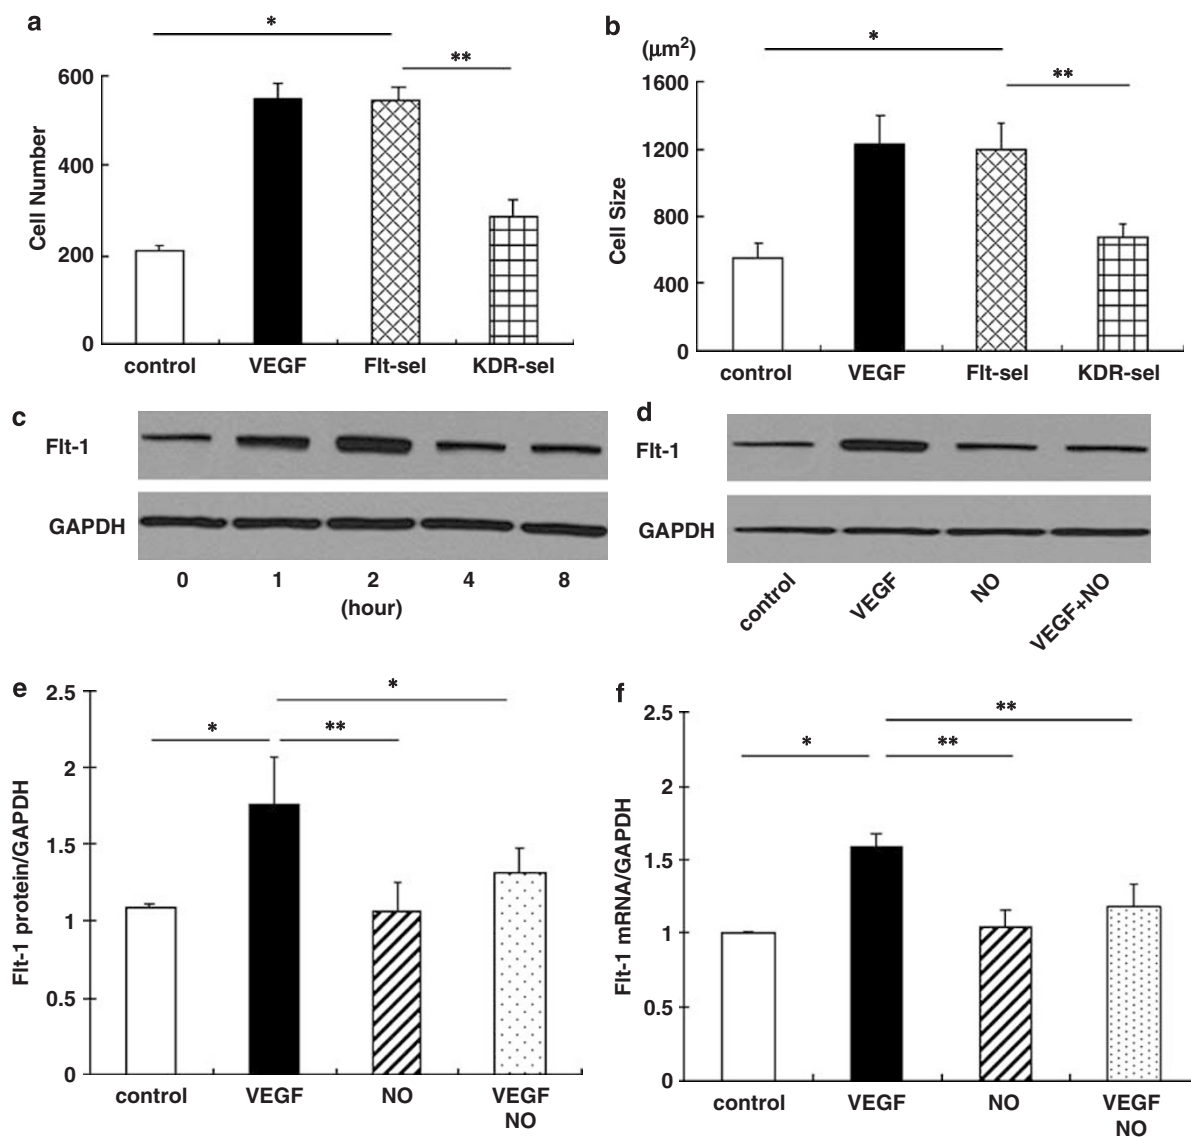 a
*
**
Cell Number
600
400
200
0
control VEGF Flt-sel KDR-sel
b
(μm2)
*
**
Cell Size
1600
1200
800
400
0
control VEGF Flt-sel KDR-sel
c
Flt-1
GAPDH
0 1 2 4 8
(hour)
d
Flt-1
GAPDH
control VEGF NO VEGF+NO
e
*
* **
Flt-1 protein/GAPDH
2.5
2
1.5
1
0.5
0
control VEGF NO VEGF
NO
f
**
* **
Flt-1 mRNA/GAPDH
2.5
2
1.5
1
0.5
0
control VEGF NO VEGF
NO